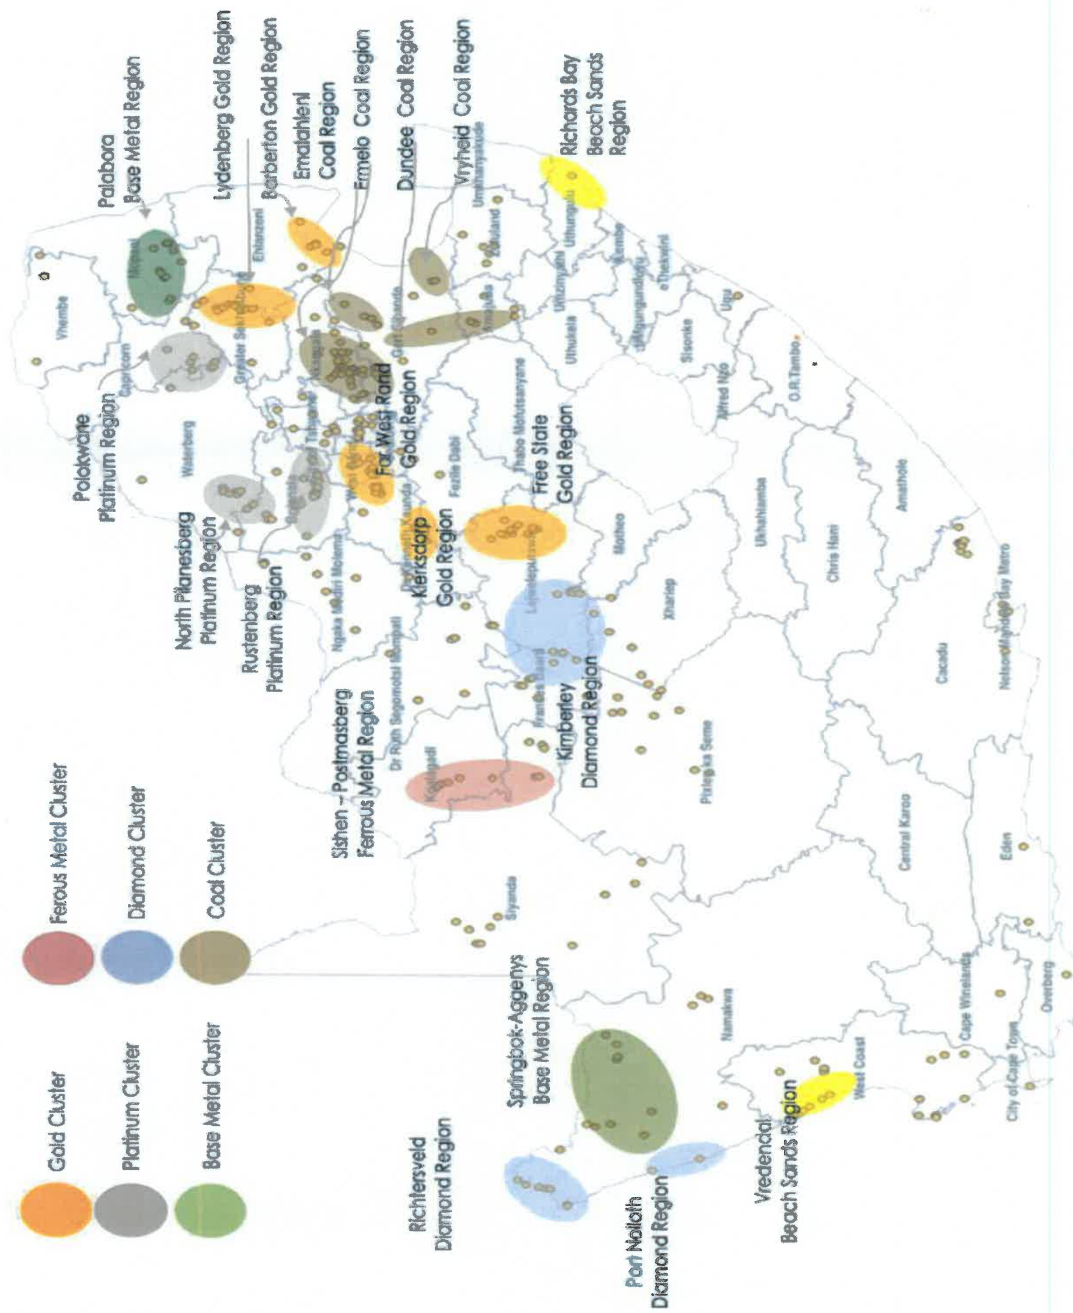 Gold Cluster
Platinum Cluster
Base Metal Cluster
Ferous Metal Cluster
Diamond Cluster
Coal Cluster
Palabora
Base Metal Region
Lydenberg Gold Region
Barberton Gold Region
Emalahleni
Coal Region
Ermelo Coal Region
Dundee Coal Region
Vryheid Coal Region
Richards Bay
Beach Sands
Region
Polokwane
Platinum Region
North Pilanesberg
Platinum Region
Rustenberg
Platinum Region
Far West Rand
Gold Region
Klerksdorp
Gold Region
Free State
Gold Region
Sishen – Postmasberg
Ferrous Metal Region
Kimberley
Diamond Region
Springbok-Aggenys
Base Metal Region
Richtersveld
Diamond Region
Port Nolloth
Diamond Region
Vredendal
Beach Sands Region
Vhembe
Mopani
Capricorn
Waterberg
Ehlanzeni
Umkhanyakude
Zululand
Uthungulu
Amajuba
Umzinyathi
Uthukela
eThekwini
Sisonke
Ugu
Alfred Nzo
O.R.Tambo
Fezile Dabi
Thabo Mofutsanyane
Motheo
Xhariep
Ngaka Modiri Molema
Dr Ruth Segomotsi Mompati
Kgalagadi
Siyanda
Pixley ka Seme
Namakwa
Ukhahlamba
Chris Hani
Amathole
Cacadu
Nelson Mandela Bay Metro
Central Karoo
Eden
Cape Winelands
Overberg
West Coast
City of Cape Town